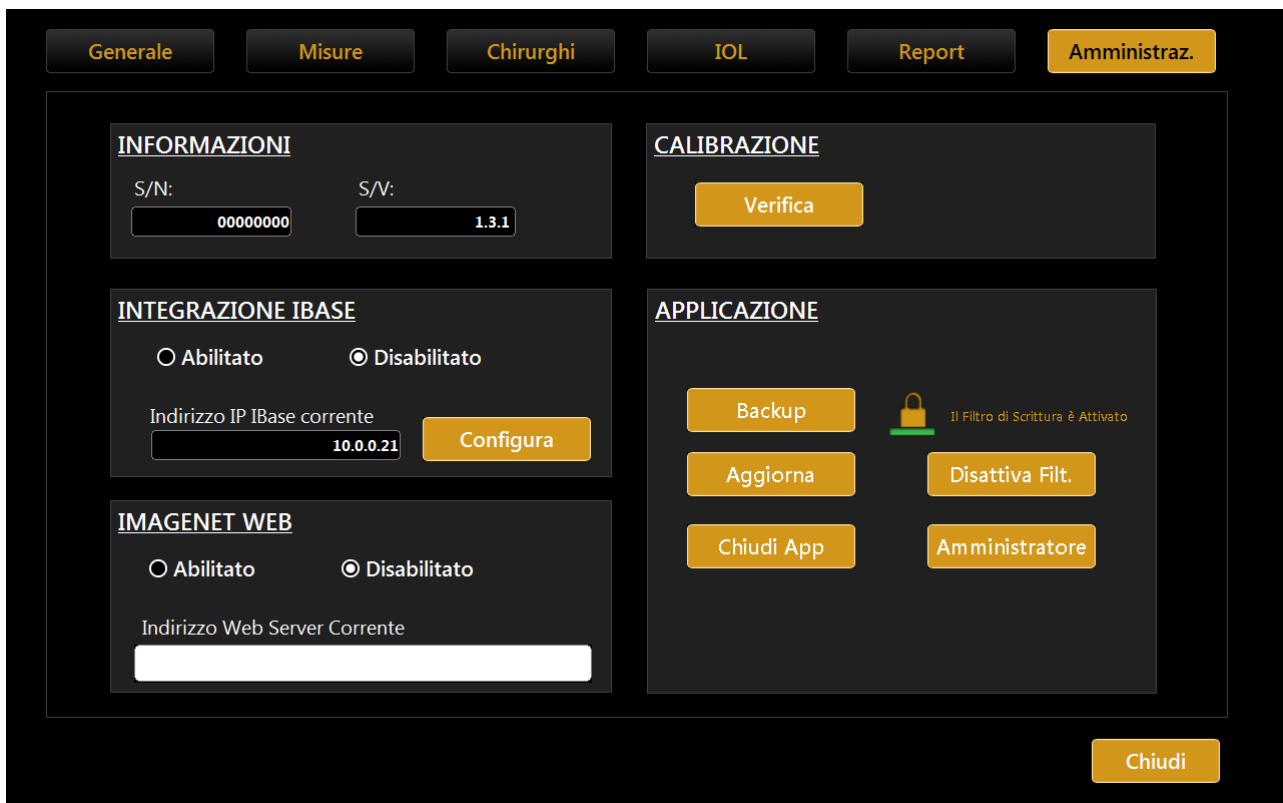 Generale Misure Chirurghi IOL Report Amministraz.
INFORMAZIONI
S/N: S/V:
00000000 1.3.1
CALIBRAZIONE
Verifica
INTEGRAZIONE IBASE
Abilitato Disabilitato
Indirizzo IP IBase corrente
10.0.0.21 Configura
APPLICAZIONE
Backup Il Filtro di Scrittura è Attivato
Aggiorna Disattiva Filt.
Chiudi App Amministratore
IMAGENET WEB
Abilitato Disabilitato
Indirizzo Web Server Corrente
Chiudi